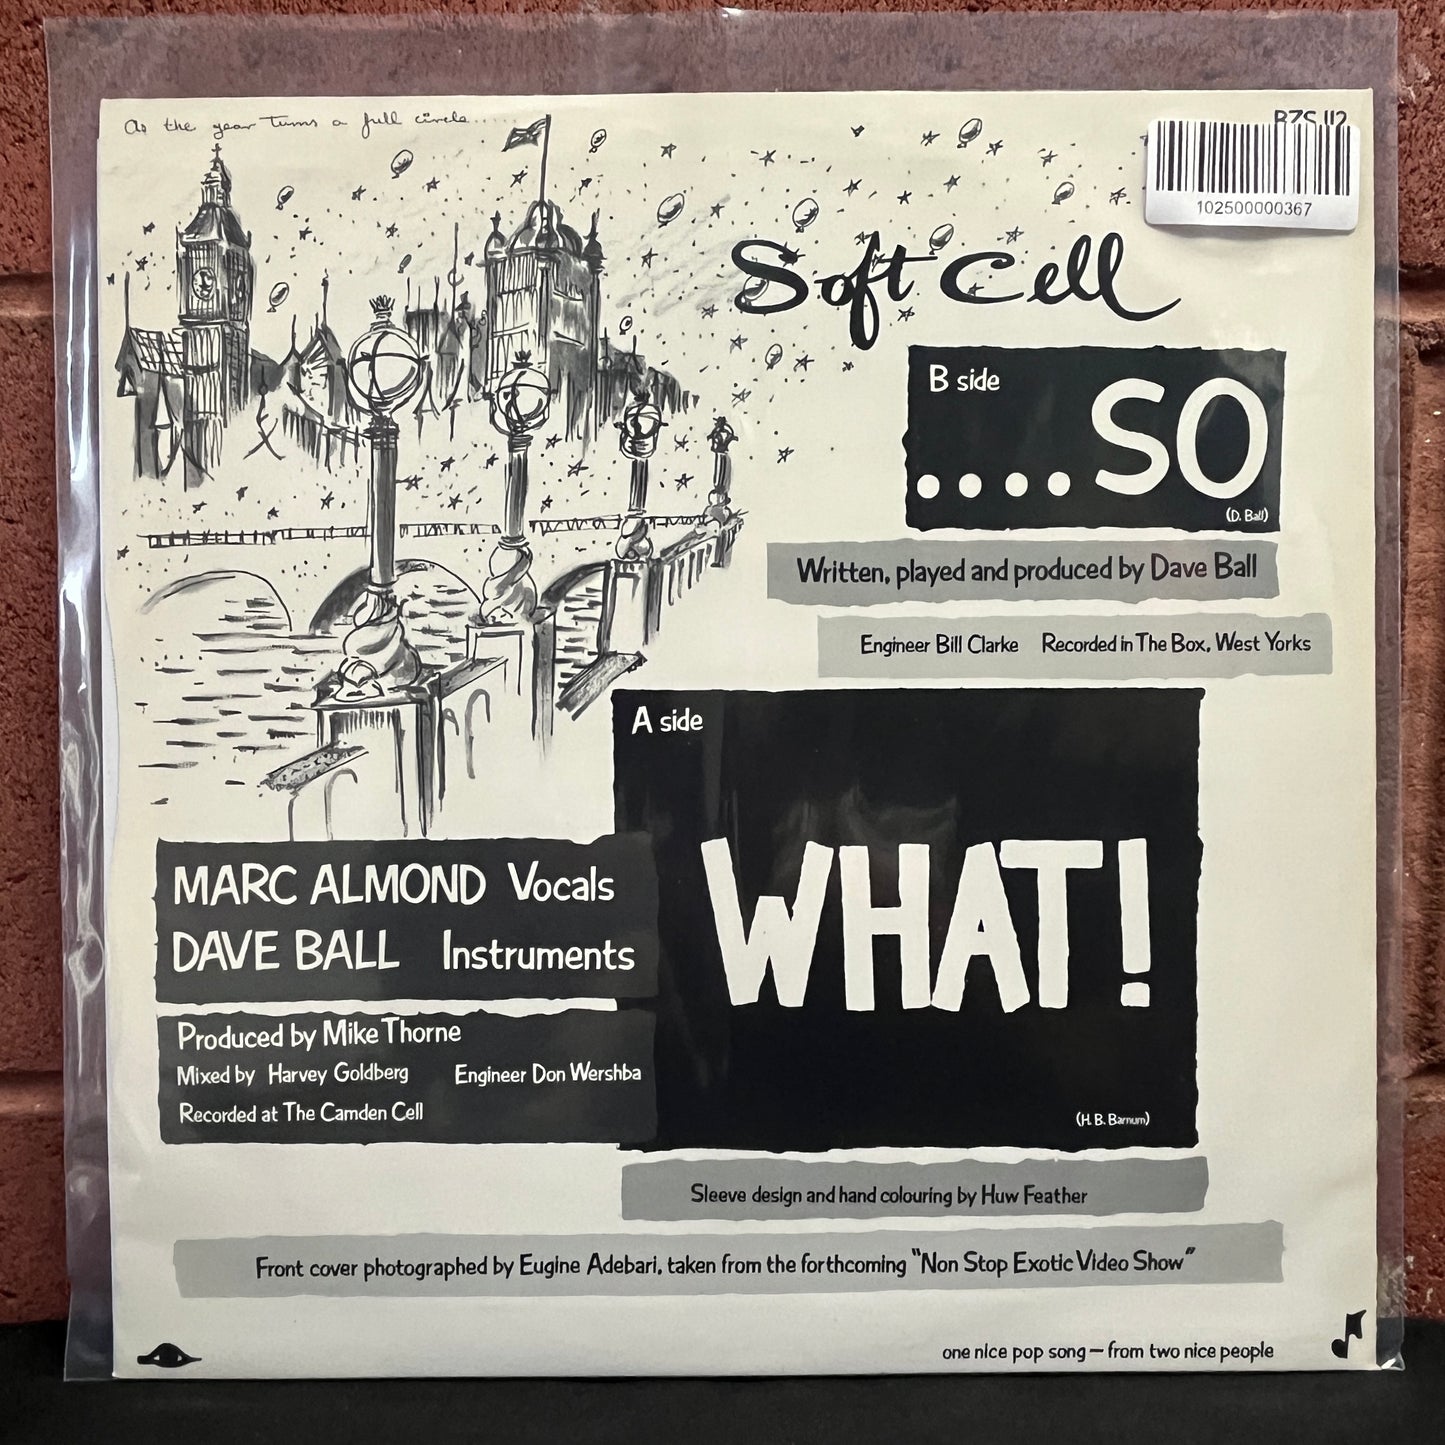 As the year turns a full circle.....
BZS 112
102500000367
Soft Cell
B side
....SO
(D. Ball)
Written, played and produced by Dave Ball
Engineer Bill Clarke Recorded in The Box, West Yorks
A side
WHAT!
(H. B. Barnum)
MARC ALMOND Vocals
DAVE BALL Instruments
Produced by Mike Thorne
Mixed by Harvey Goldberg Engineer Don Wershba
Recorded at The Camden Cell
Sleeve design and hand colouring by Huw Feather
Front cover photographed by Eugine Adebari, taken from the forthcoming "Non Stop Exotic Video Show"
one nice pop song — from two nice people